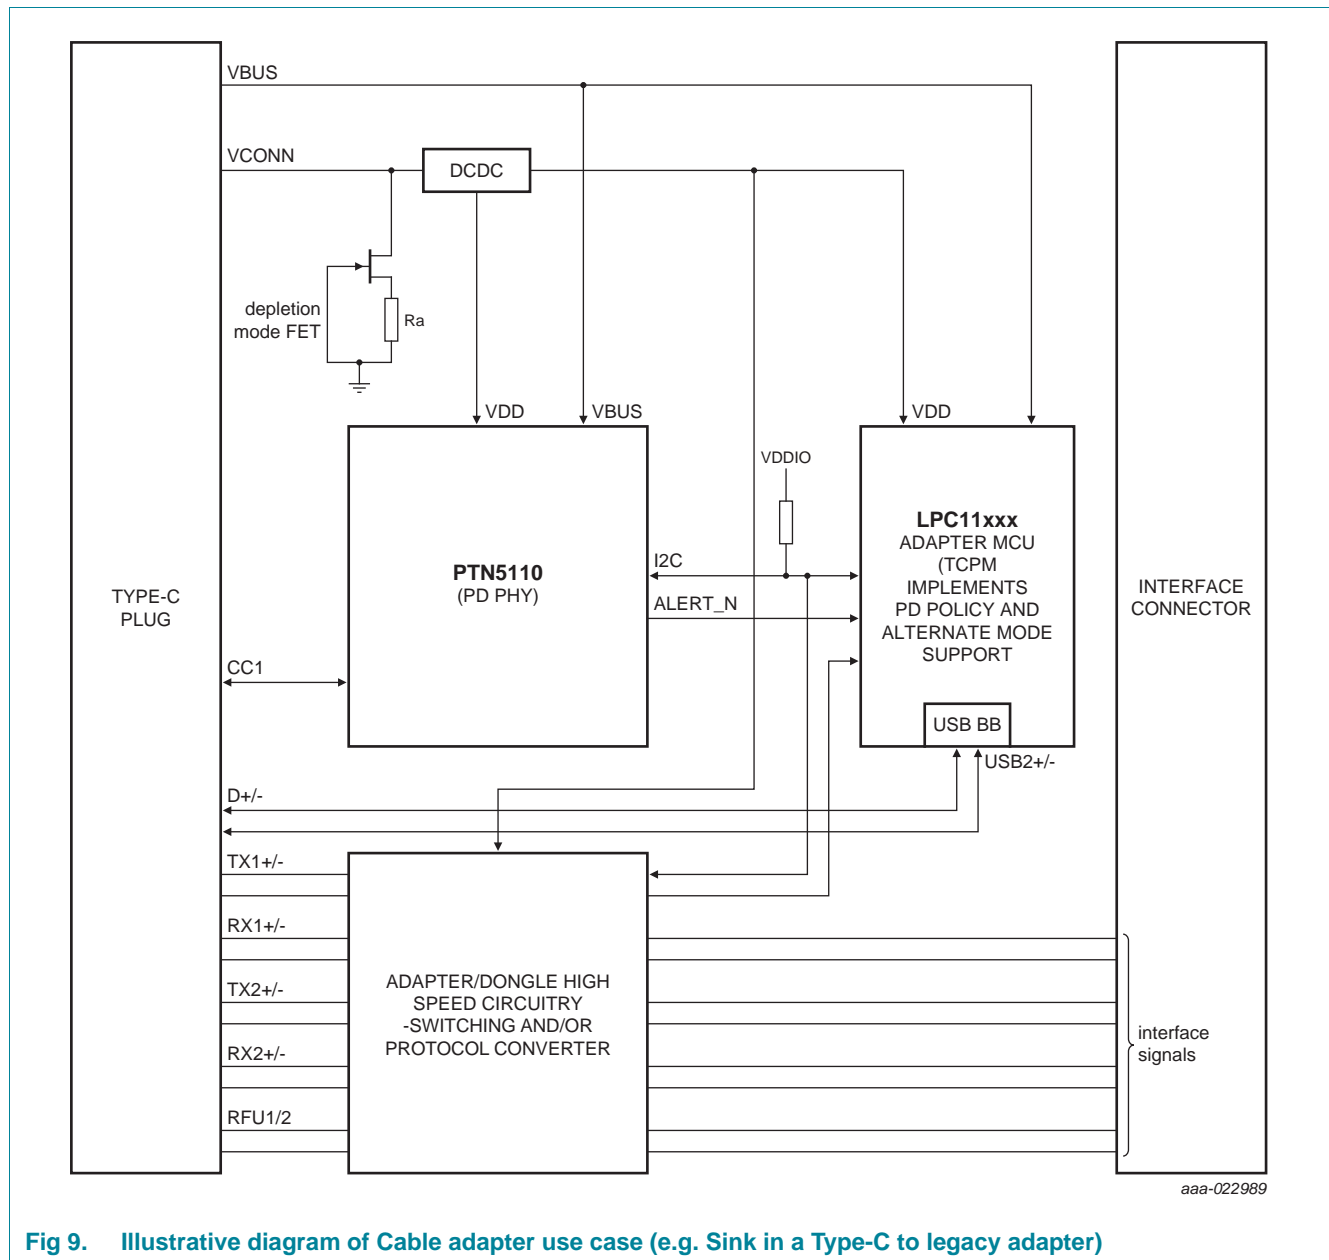 VBUS
VCONN
DCDC
depletion
mode FET
Ra
VDD
VBUS
VDD
VDDIO
LPC11xxx
ADAPTER MCU
(TCPM
IMPLEMENTS
PD POLICY AND
ALTERNATE MODE
SUPPORT
I2C
PTN5110
(PD PHY)
ALERT_N
TYPE-C
PLUG
INTERFACE
CONNECTOR
CC1
USB BB
USB2+/-
D+/-
TX1+/-
RX1+/-
TX2+/-
RX2+/-
RFU1/2
ADAPTER/DONGLE HIGH
SPEED CIRCUITRY
-SWITCHING AND/OR
PROTOCOL CONVERTER
interface
signals
aaa-022989
Fig 9. Illustrative diagram of Cable adapter use case (e.g. Sink in a Type-C to legacy adapter)